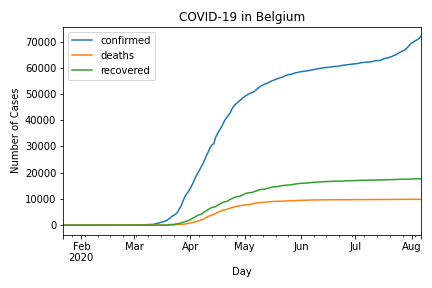 COVID-19 in Belgium
confirmed
deaths
recovered
Number of Cases
70000
60000
50000
40000
30000
20000
10000
0
Feb Mar Apr May Jun Jul Aug
2020
Day